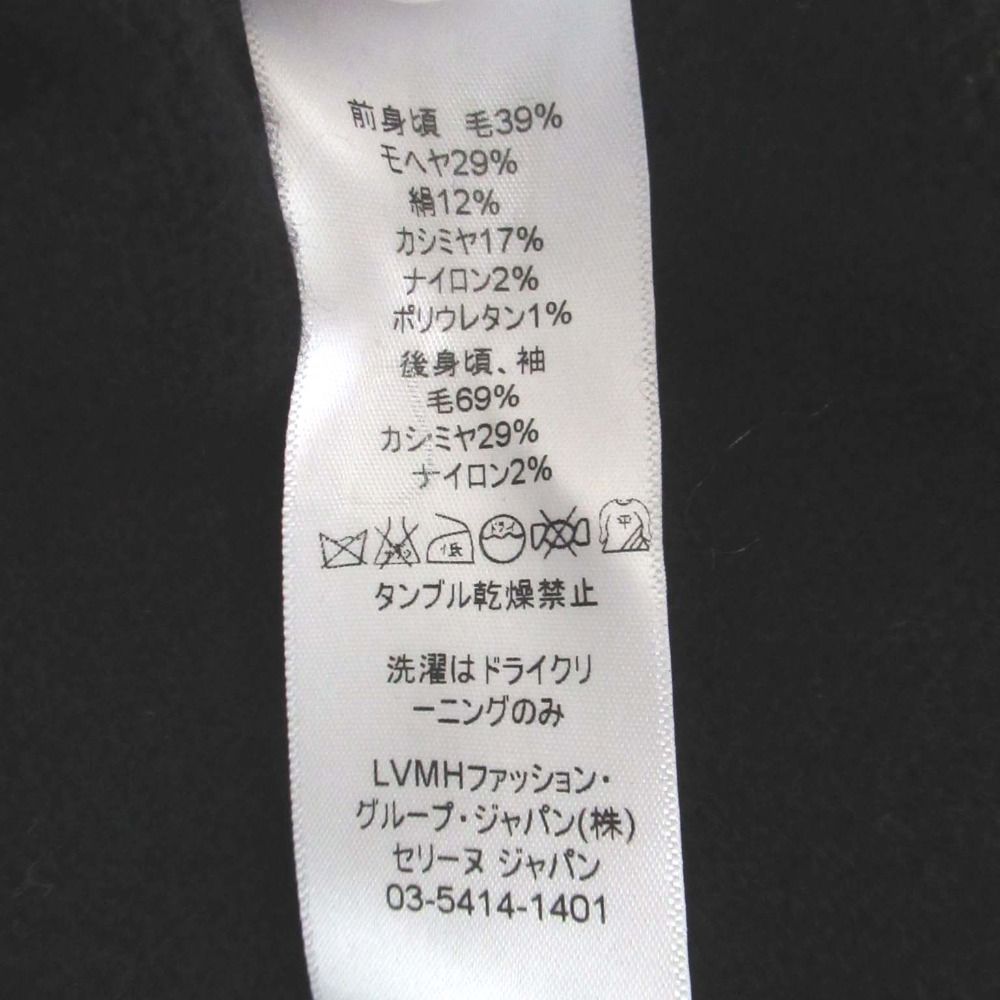 前身頃 毛39%
モヘヤ29%
絹12%
カシミヤ17%
ナイロン2%
ポリウレタン1%
後身頃、袖
毛69%
カシミヤ29%
ナイロン2%
低 ドライ 平
タンブル乾燥禁止
洗濯はドライクリ
ーニングのみ
LVMHファッション・
グループ・ジャパン(株)
セリーヌ ジャパン
03-5414-1401